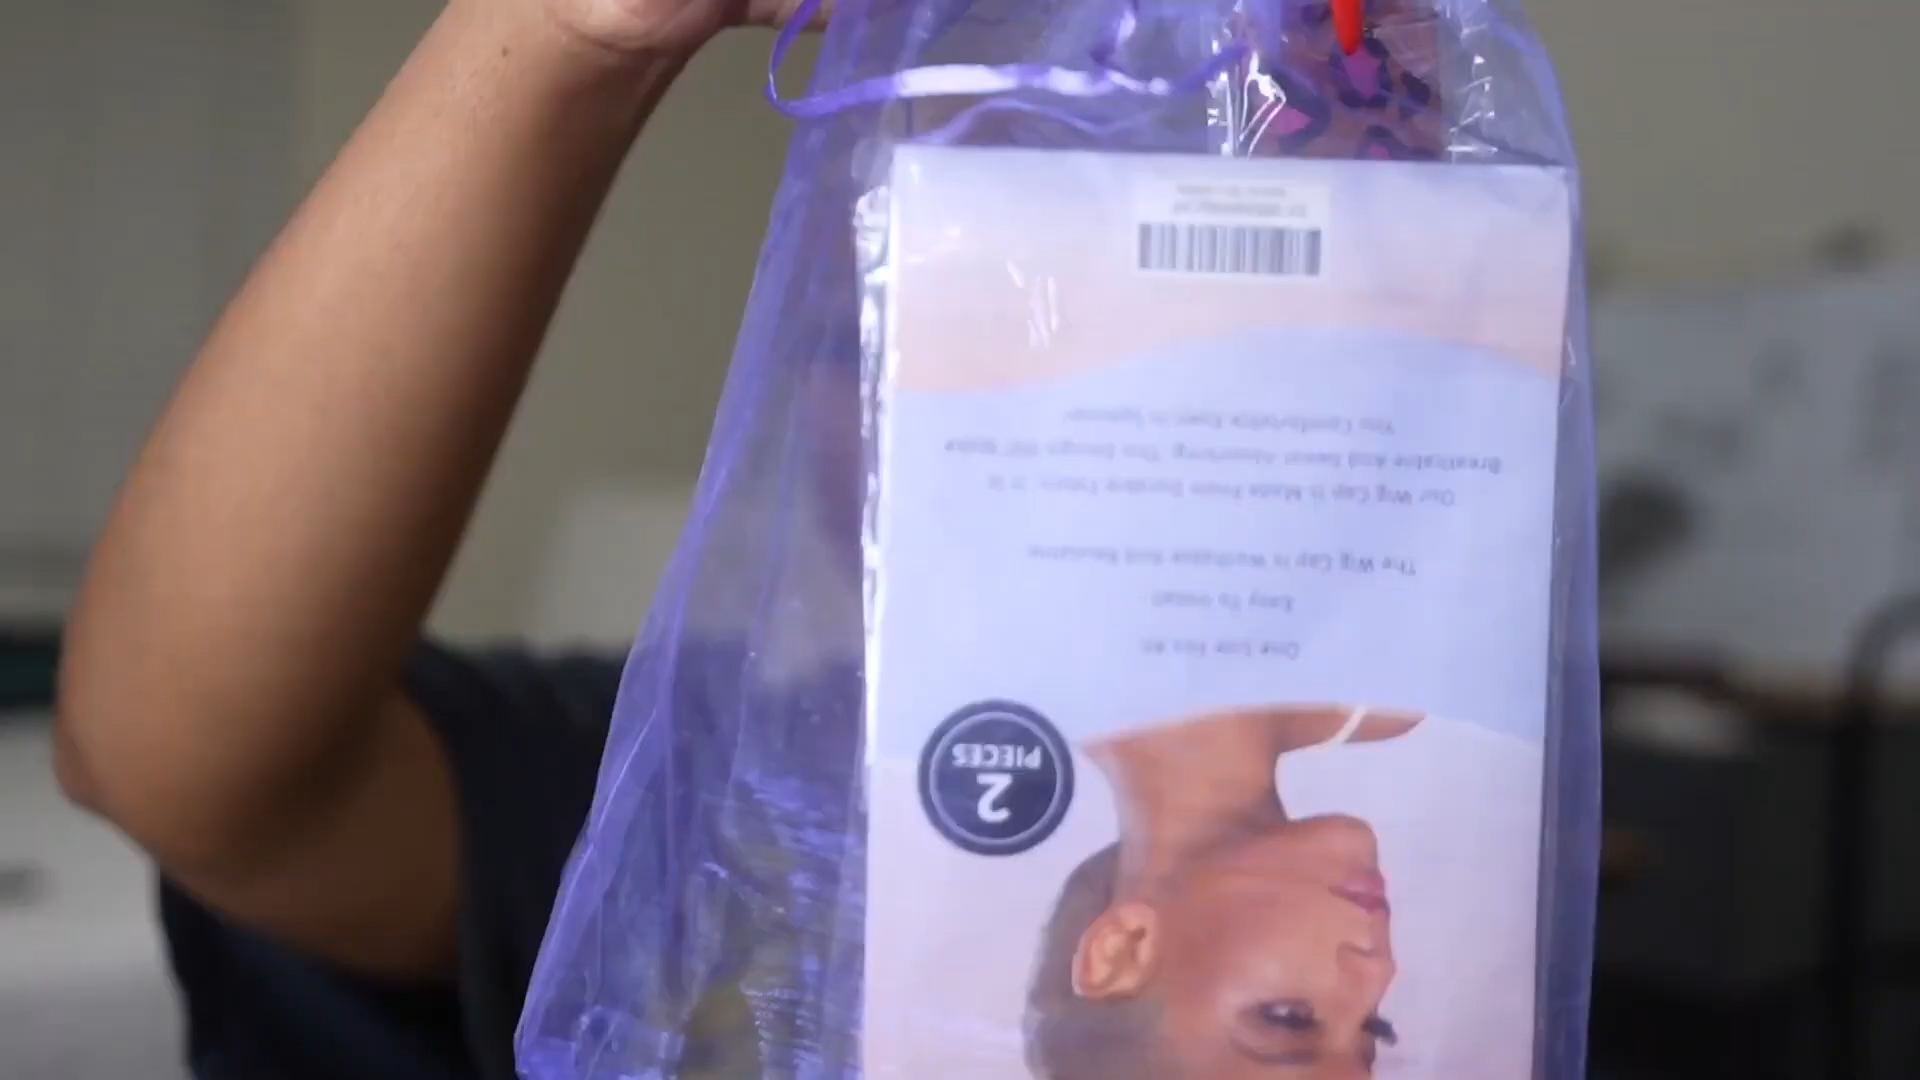 2
PIECES
One Size Fits All
Easy To Install
The Wig Cap Is Washable And Reusable
Our Wig Cap Is Made From Durable Fabric, It Is
Breathable And Sweat-Absorbing, This Design Will Make
You Comfortable Even In Summer